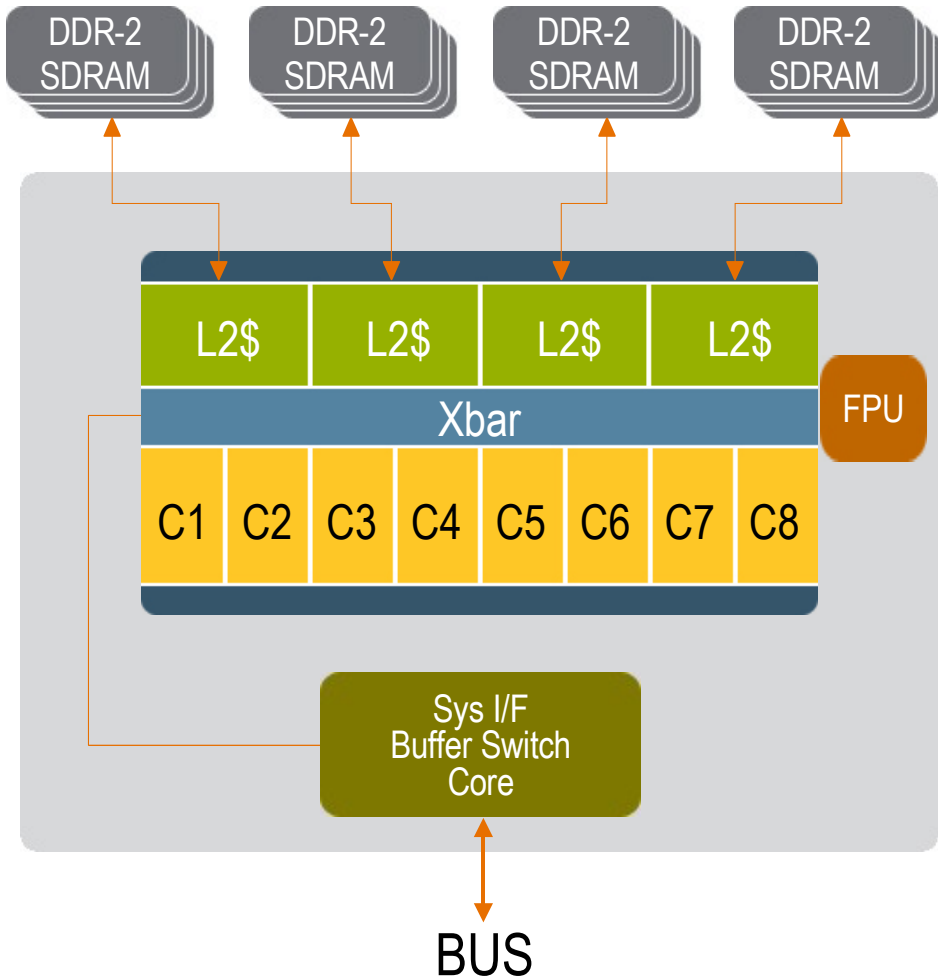 DDR-2
SDRAM
DDR-2
SDRAM
DDR-2
SDRAM
DDR-2
SDRAM
L2$
L2$
L2$
L2$
FPU
Xbar
C1
C2
C3
C4
C5
C6
C7
C8
Sys I/F
Buffer Switch
Core
BUS